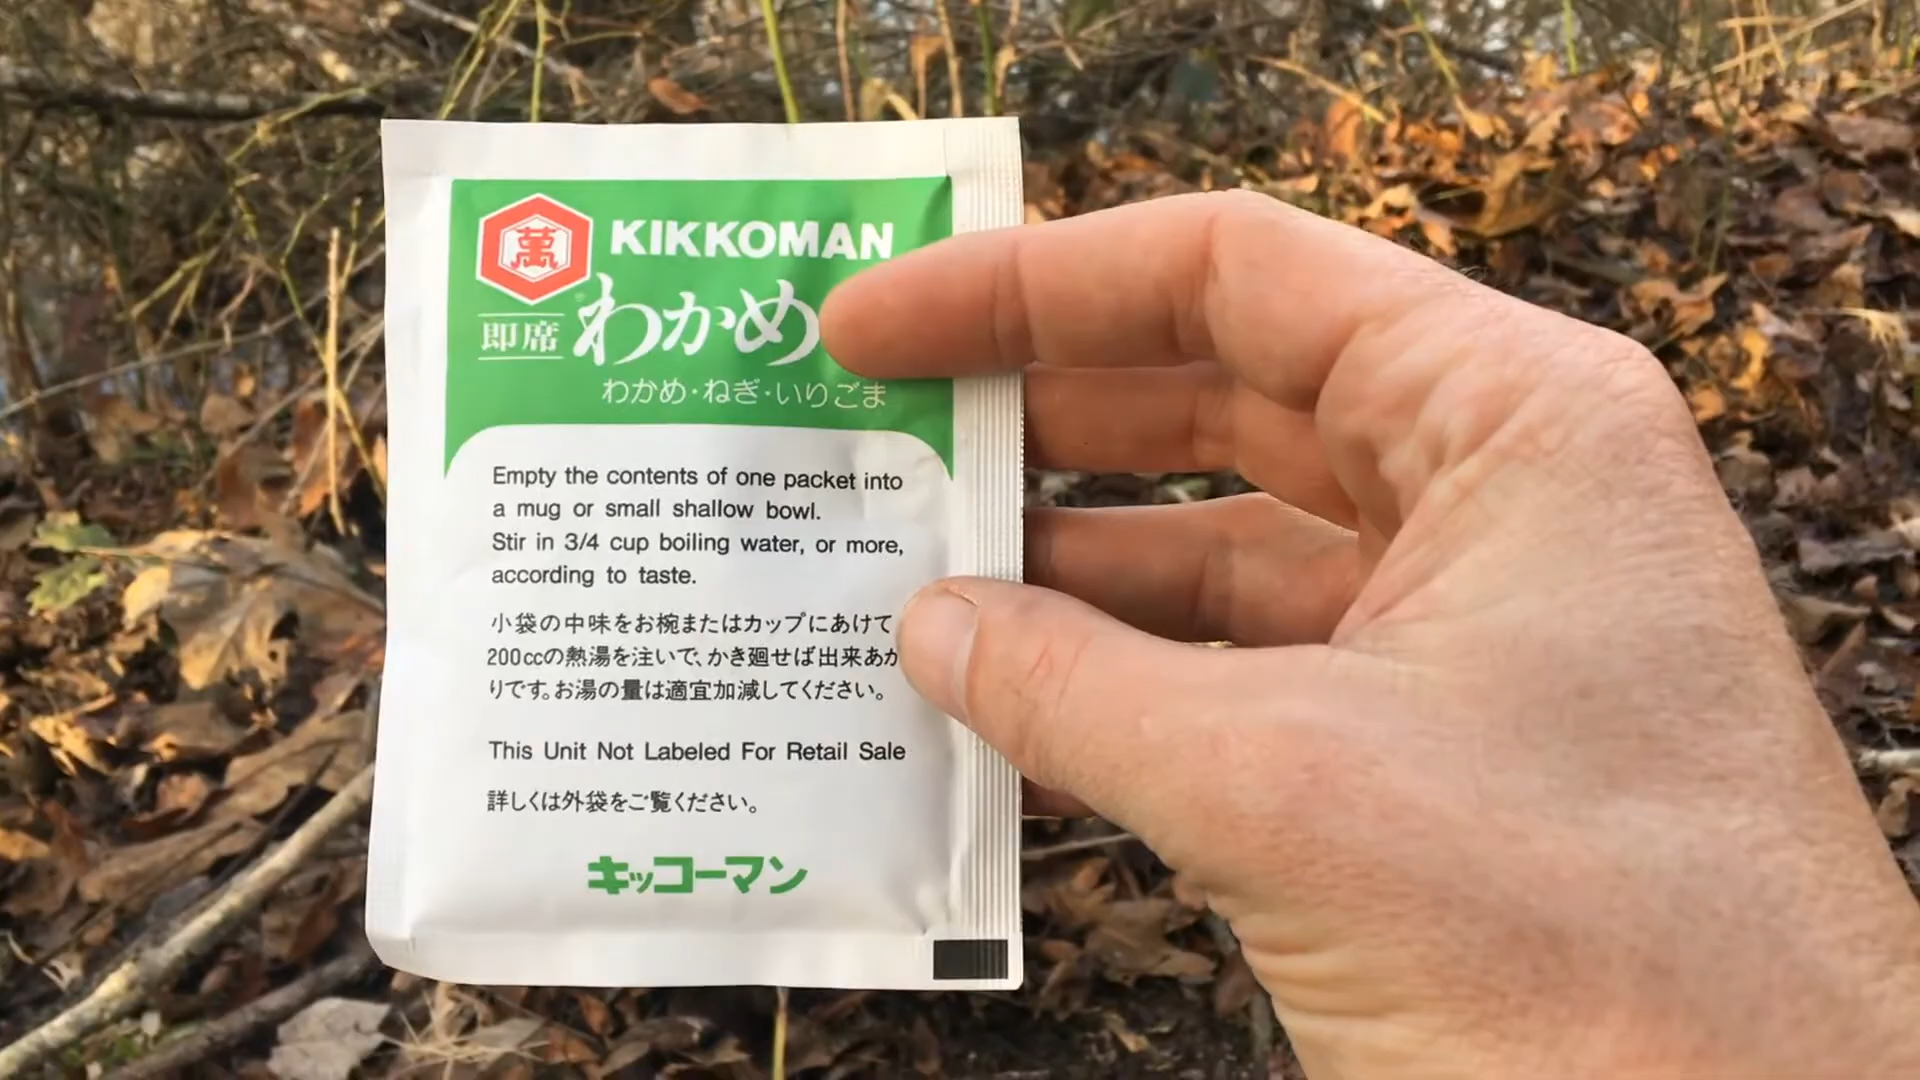 萬
KIKKOMAN
即席
わかめ
わかめ・ねぎ・いりごま
Empty the contents of one packet into
a mug or small shallow bowl.
Stir in 3/4 cup boiling water, or more,
according to taste.
小袋の中味をお椀またはカップにあけて
200ccの熱湯を注いで、かき廻せば出来あが
りです。お湯の量は適宜加減してください。
This Unit Not Labeled For Retail Sale
詳しくは外袋をご覧ください。
キッコーマン